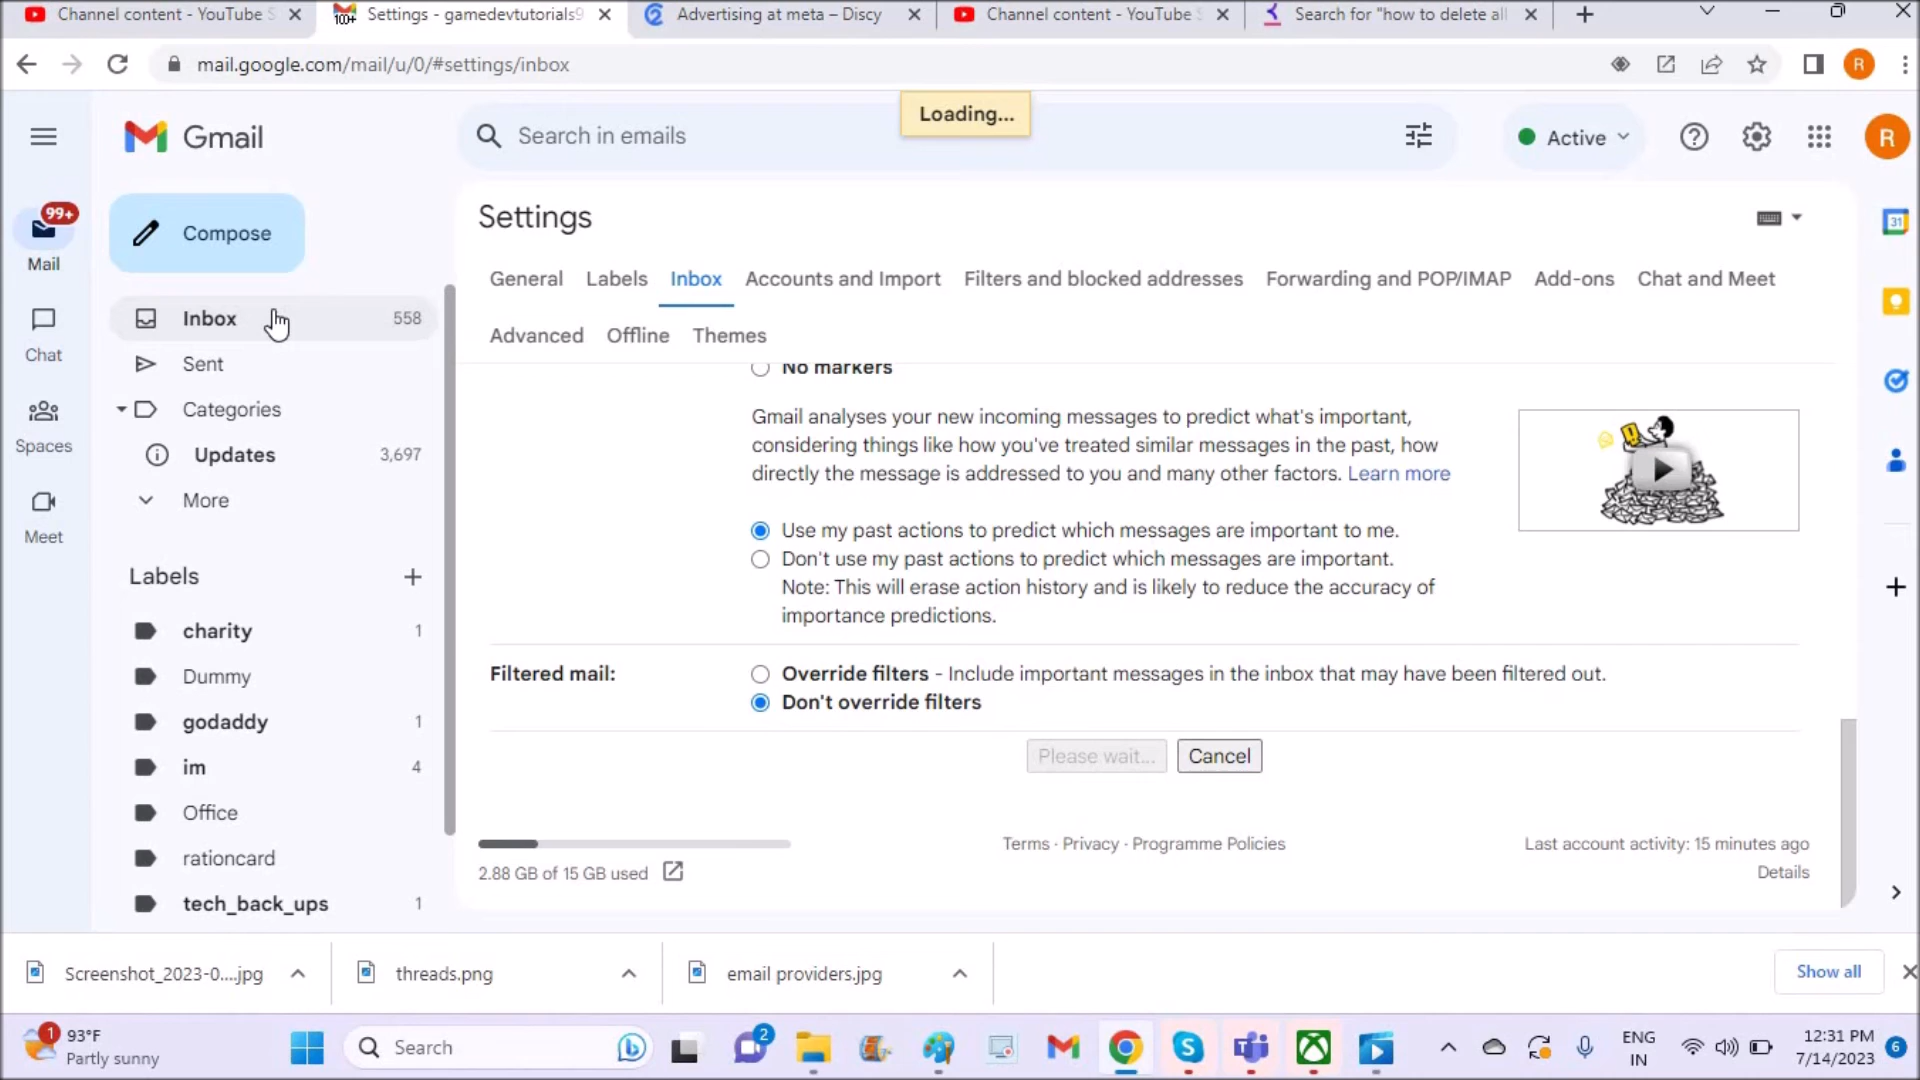 Channel content - YouTube S
Settings - gamedevtutorials9
Advertising at meta – Discy
Channel content - YouTube S
Search for "how to delete all
mail.google.com/mail/u/0/#settings/inbox
R
Loading...
Gmail
Search in emails
Active
R
99+
Mail
Chat
Spaces
Meet
Compose
Inbox 558
Sent
Categories
Updates 3,697
More
Labels
charity 1
Dummy
godaddy 1
im 4
Office
rationcard
tech_back_ups 1
Settings
General Labels Inbox Accounts and Import Filters and blocked addresses Forwarding and POP/IMAP Add-ons Chat and Meet
Advanced Offline Themes
No markers
Gmail analyses your new incoming messages to predict what's important,
considering things like how you've treated similar messages in the past, how
directly the message is addressed to you and many other factors. Learn more
Use my past actions to predict which messages are important to me.
Don't use my past actions to predict which messages are important.
Note: This will erase action history and is likely to reduce the accuracy of
importance predictions.
Filtered mail:
Override filters - Include important messages in the inbox that may have been filtered out.
Don't override filters
Please wait... Cancel
2.88 GB of 15 GB used
Terms · Privacy · Programme Policies
Last account activity: 15 minutes ago
Details
31
Screenshot_2023-0....jpg
threads.png
email providers.jpg
Show all
1
93°F
Partly sunny
Search
2
ENG
IN
12:31 PM
7/14/2023
6